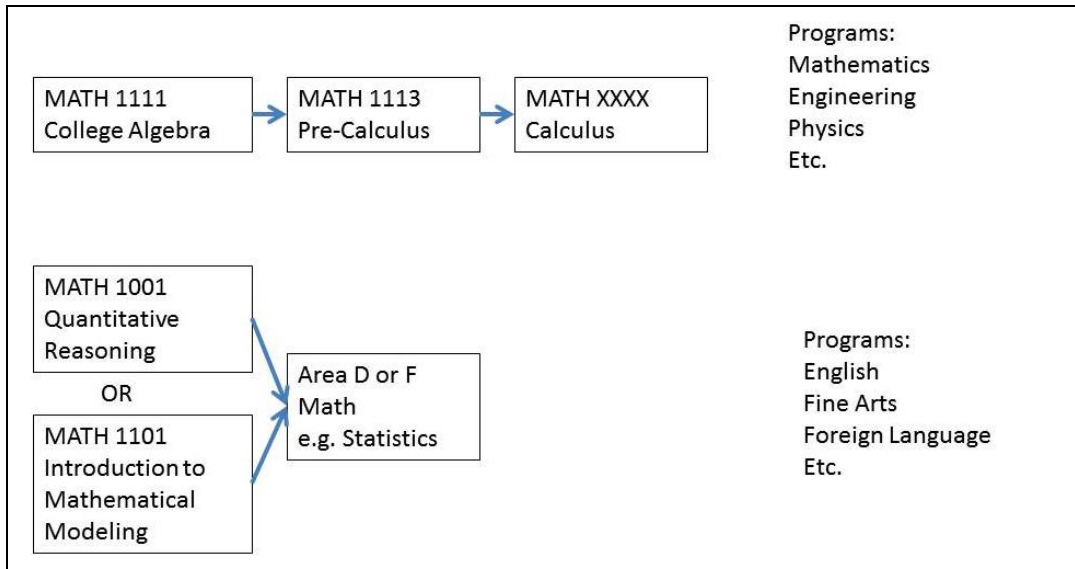 MATH 1111
College Algebra
MATH 1113
Pre-Calculus
MATH XXXX
Calculus
Programs:
Mathematics
Engineering
Physics
Etc.
MATH 1001
Quantitative
Reasoning
OR
MATH 1101
Introduction to
Mathematical
Modeling
Area D or F
Math
e.g. Statistics
Programs:
English
Fine Arts
Foreign Language
Etc.